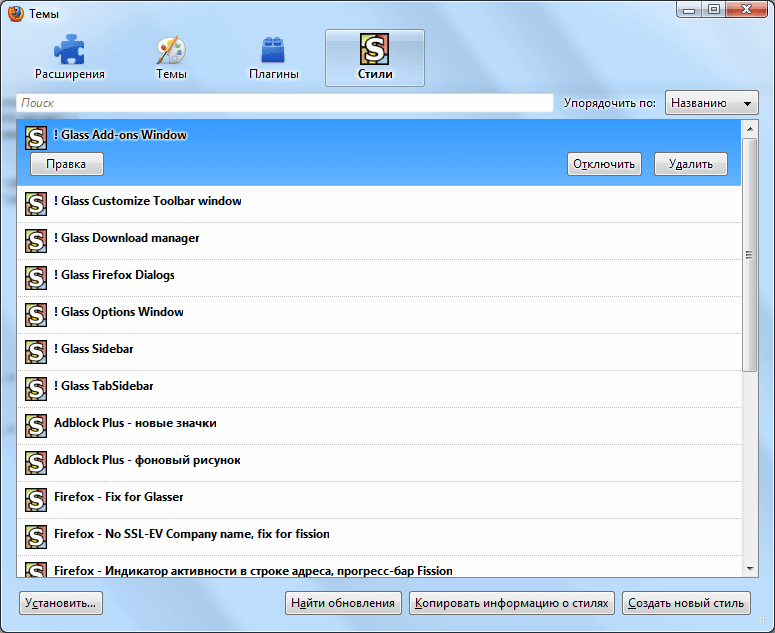 Темы
Расширения Темы Плагины Стили
Поиск Упорядочить по: Названию
! Glass Add-ons Window
Правка Отключить Удалить
! Glass Customize Toolbar window
! Glass Download manager
! Glass Firefox Dialogs
! Glass Options Window
! Glass Sidebar
! Glass TabSidebar
Adblock Plus - новые значки
Adblock Plus - фоновый рисунок
Firefox - Fix for Glasser
Firefox - No SSL-EV Company name, fix for fission
Firefox - Индикатор активности в строке адреса, прогресс-бар Fission
Установить... Найти обновления Копировать информацию о стилях Создать новый стиль